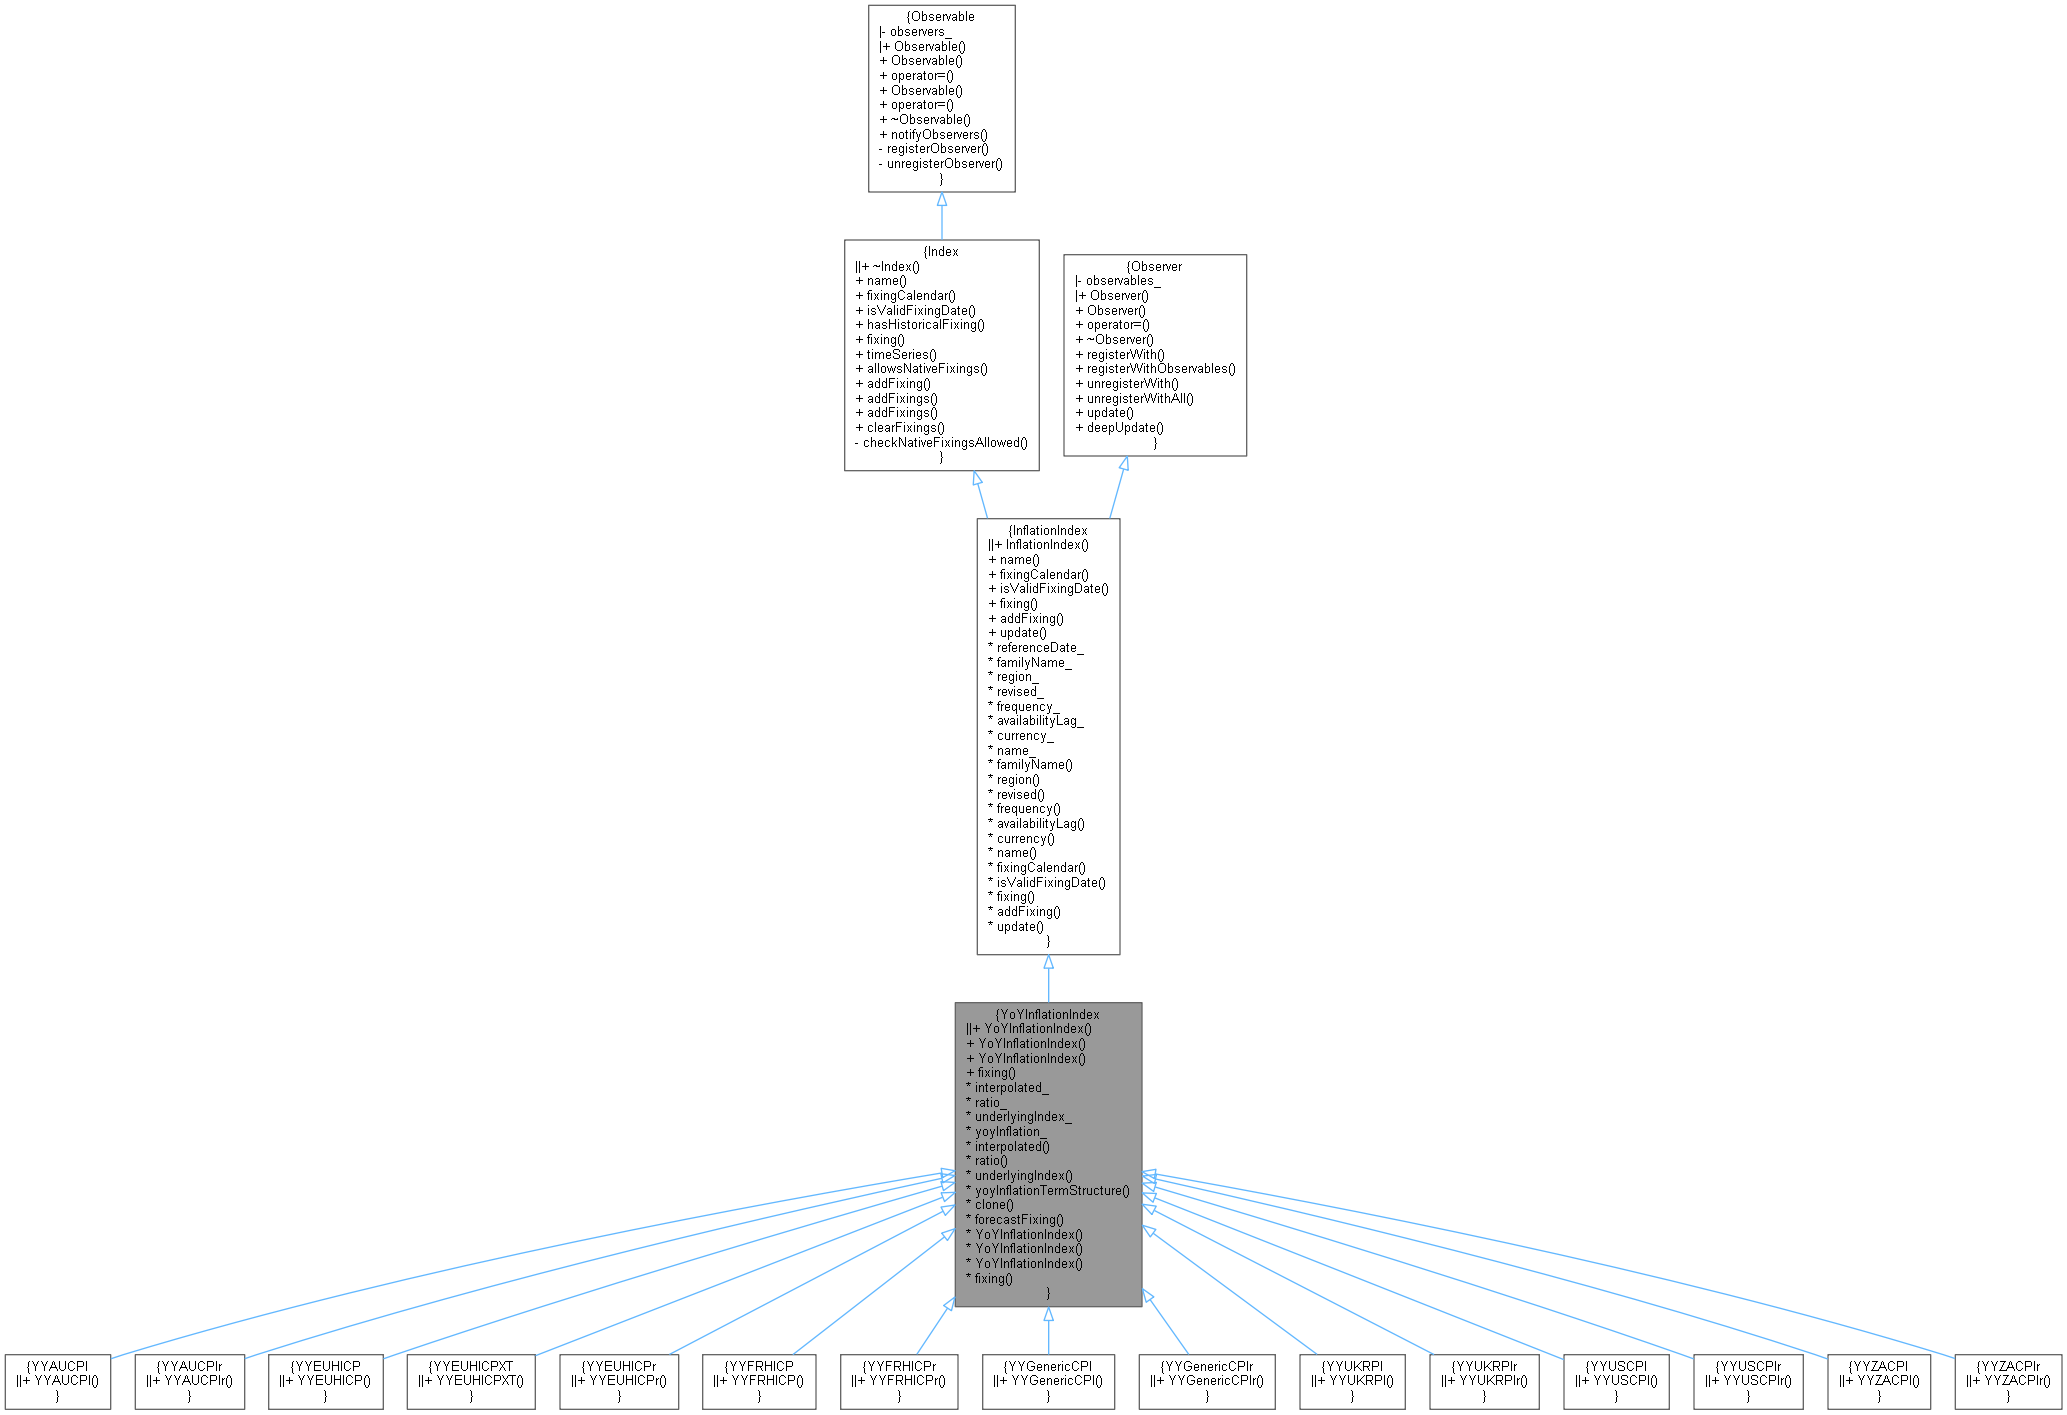 {Observable
|- observers_
|+ Observable()
+ Observable()
+ operator=()
+ Observable()
+ operator=()
+ ~Observable()
+ notifyObservers()
- registerObserver()
- unregisterObserver()
}
{Index
||+ ~Index()
+ name()
+ fixingCalendar()
+ isValidFixingDate()
+ hasHistoricalFixing()
+ fixing()
+ timeSeries()
+ allowsNativeFixings()
+ addFixing()
+ addFixings()
+ addFixings()
+ clearFixings()
- checkNativeFixingsAllowed()
}
{Observer
|- observables_
|+ Observer()
+ Observer()
+ operator=()
+ ~Observer()
+ registerWith()
+ registerWithObservables()
+ unregisterWith()
+ unregisterWithAll()
+ update()
+ deepUpdate()
}
{InflationIndex
||+ InflationIndex()
+ name()
+ fixingCalendar()
+ isValidFixingDate()
+ fixing()
+ addFixing()
+ update()
* referenceDate_
* familyName_
* region_
* revised_
* frequency_
* availabilityLag_
* currency_
* name_
* familyName()
* region()
* revised()
* frequency()
* availabilityLag()
* currency()
* name()
* fixingCalendar()
* isValidFixingDate()
* fixing()
* addFixing()
* update()
}
{YoYInflationIndex
||+ YoYInflationIndex()
+ YoYInflationIndex()
+ YoYInflationIndex()
+ fixing()
* interpolated_
* ratio_
* underlyingIndex_
* yoyInflation_
* interpolated()
* ratio()
* underlyingIndex()
* yoyInflationTermStructure()
* clone()
* forecastFixing()
* YoYInflationIndex()
* YoYInflationIndex()
* YoYInflationIndex()
* fixing()
}
{YYAUCPI
||+ YYAUCPI()
}
{YYAUCPIr
||+ YYAUCPIr()
}
{YYEUHICP
||+ YYEUHICP()
}
{YYEUHICPXT
||+ YYEUHICPXT()
}
{YYEUHICPr
||+ YYEUHICPr()
}
{YYFRHICP
||+ YYFRHICP()
}
{YYFRHICPr
||+ YYFRHICPr()
}
{YYGenericCPI
||+ YYGenericCPI()
}
{YYGenericCPIr
||+ YYGenericCPIr()
}
{YYUKRPI
||+ YYUKRPI()
}
{YYUKRPIr
||+ YYUKRPIr()
}
{YYUSCPI
||+ YYUSCPI()
}
{YYUSCPIr
||+ YYUSCPIr()
}
{YYZACPI
||+ YYZACPI()
}
{YYZACPIr
||+ YYZACPIr()
}